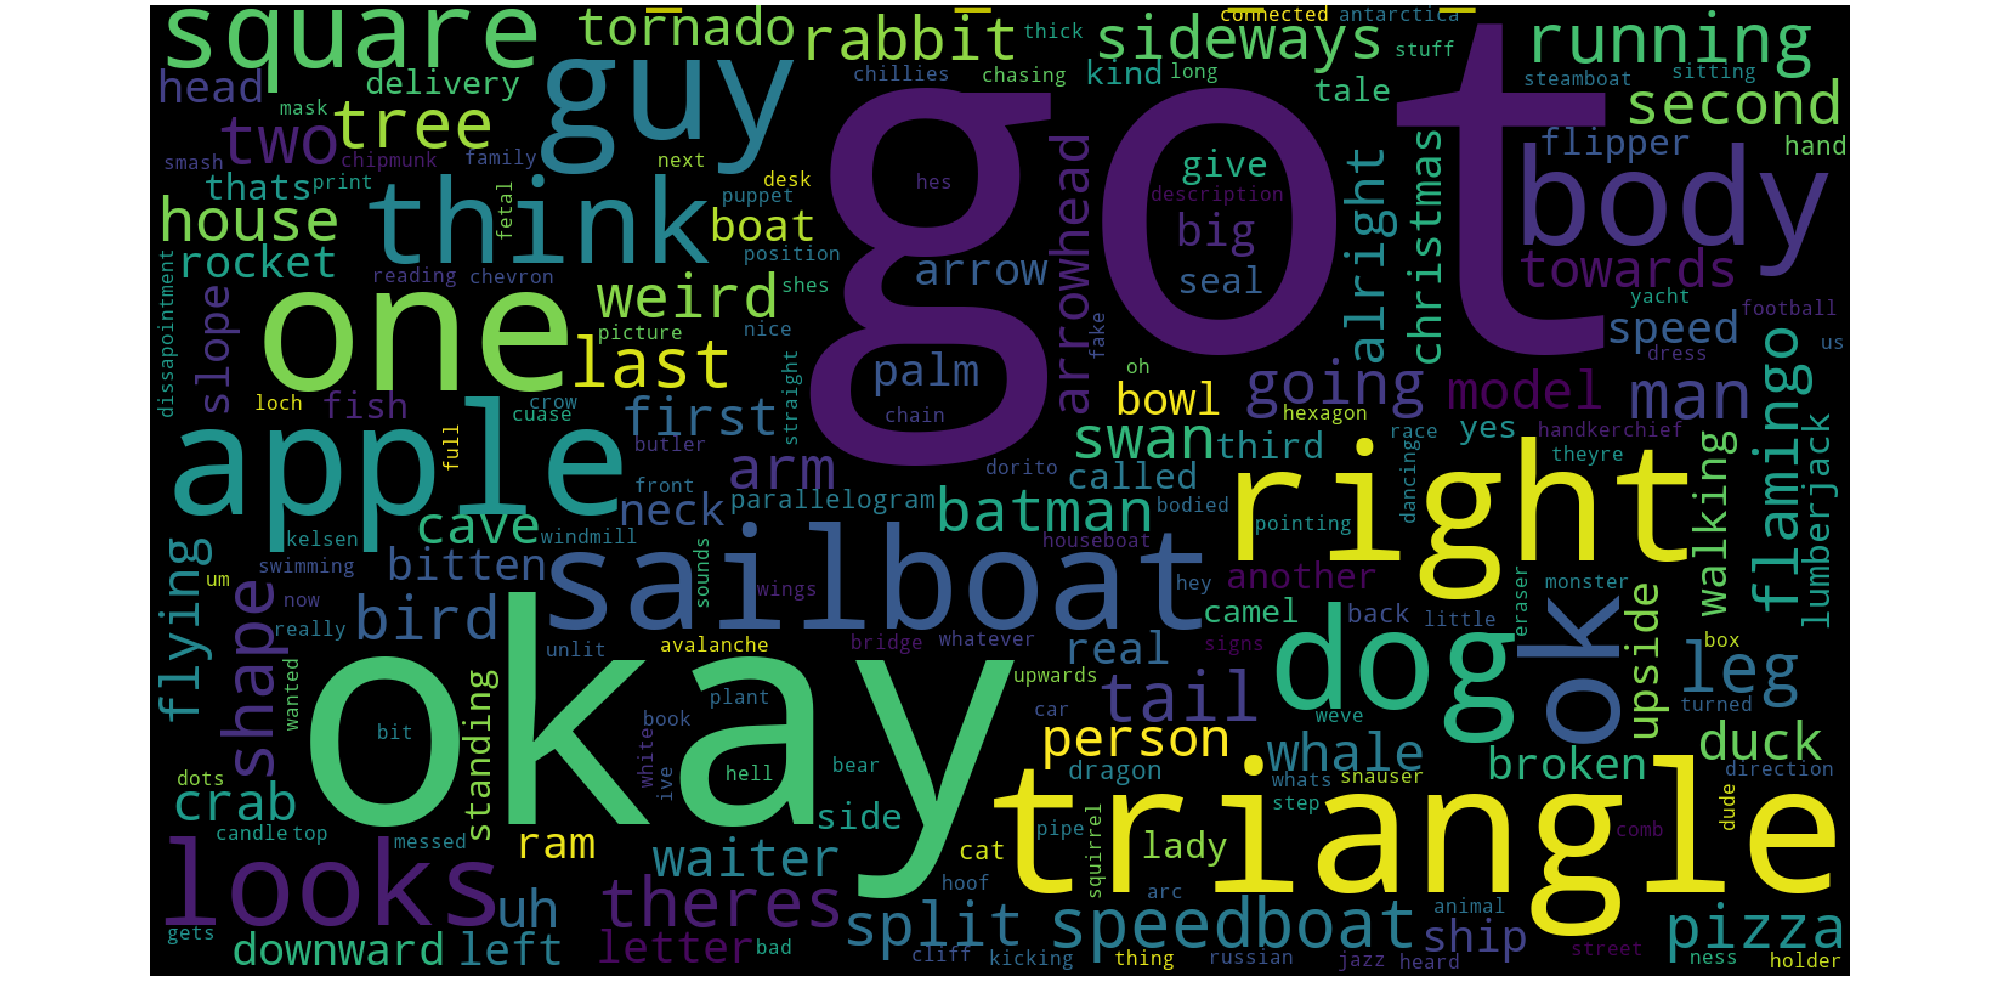 square
tornado
rabbit
thick
connected
antarctica
sideways
stuff
running
head
delivery
chillies
chasing
kind
long
steamboat
sitting
mask
tree
guy
got
tale
second
two
smash
chipmunk
family
next
flipper
hand
thats
print
think
fetal
puppet
desk
hes
give
description
arrowhead
alright
christmas
body
house
boat
big
rocket
reading
chevron
position
arrow
seal
towards
dissapointment
slope
one
weird
shes
yacht
football
picture
nice
fake
speed
us
last
straight
palm
oh
going
model
dress
man
flamingo
loch
fish
cuase
crow
first
chain
bowl
hexagon
apple
full
butler
swan
third
race
yes
handkerchief
walking
lumberjack
arm
dorito
called
right
theyre
front
neck
parallelogram
batman
bodied
pointing
dancing
kelsen
cave
windmill
houseboat
flying
um
swimming
bitten
sailboat
sounds
wings
hey
another
monster
eraser
shape
now
really
bird
camel
back
little
ok
upside
unlit
avalanche
bridge
whatever
real
signs
dog
box
leg
wanted
standing
okay
plant
upwards
tail
turned
bit
book
car
weve
white
ive
hell
bear
person
whale
duck
dots
dragon
whats
snauser
broken
direction
crab
side
step
triangle
dude
candle
top
messed
ram
waiter
cat
pipe
squirrel
lady
comb
looks
uh
theres
hoof
arc
gets
split
speedboat
animal
pizza
downward
left
letter
bad
ship
street
cliff
kicking
thing
russian
jazz
heard
ness
holder